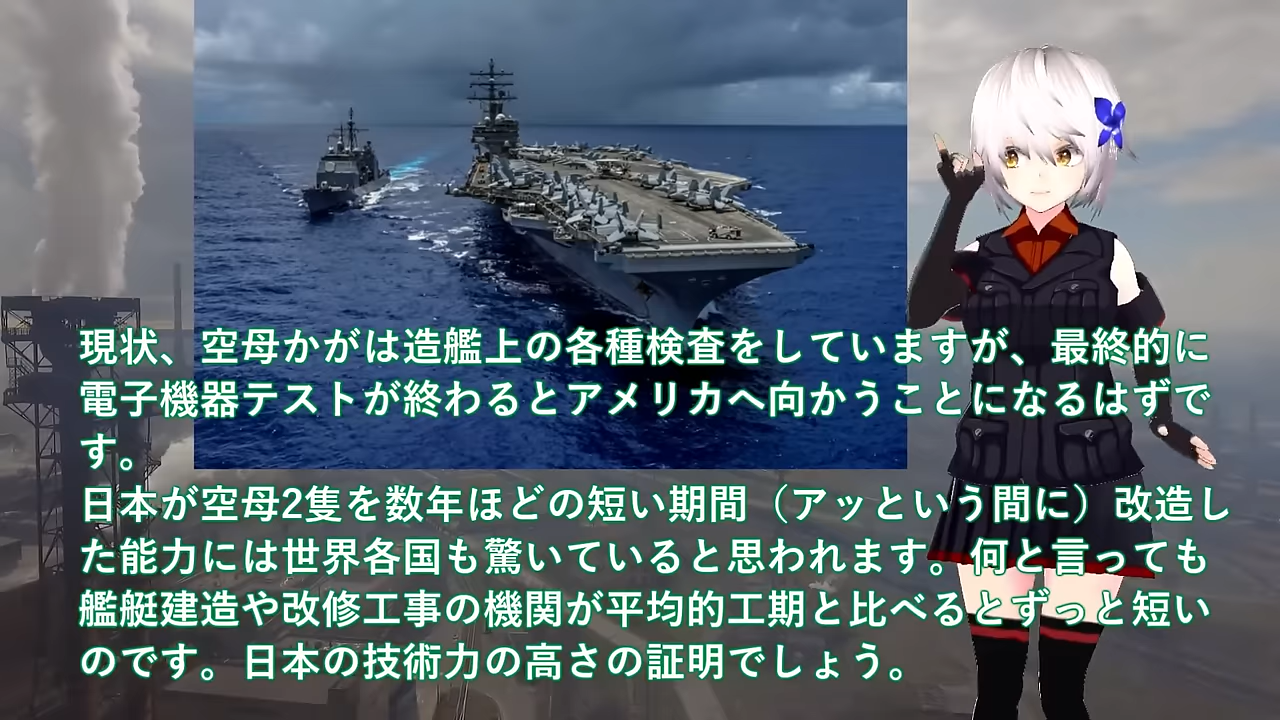 現状、空母かがは造艦上の各種検査をしていますが、最終的に
電子機器テストが終わるとアメリカへ向かうことになるはずで
す。
日本が空母2隻を数年ほどの短い期間（アッという間に）改造し
た能力には世界各国も驚いていると思われます。何と言っても
艦艇建造や改修工事の機関が平均的工期と比べるとずっと短い
のです。日本の技術力の高さの証明でしょう。